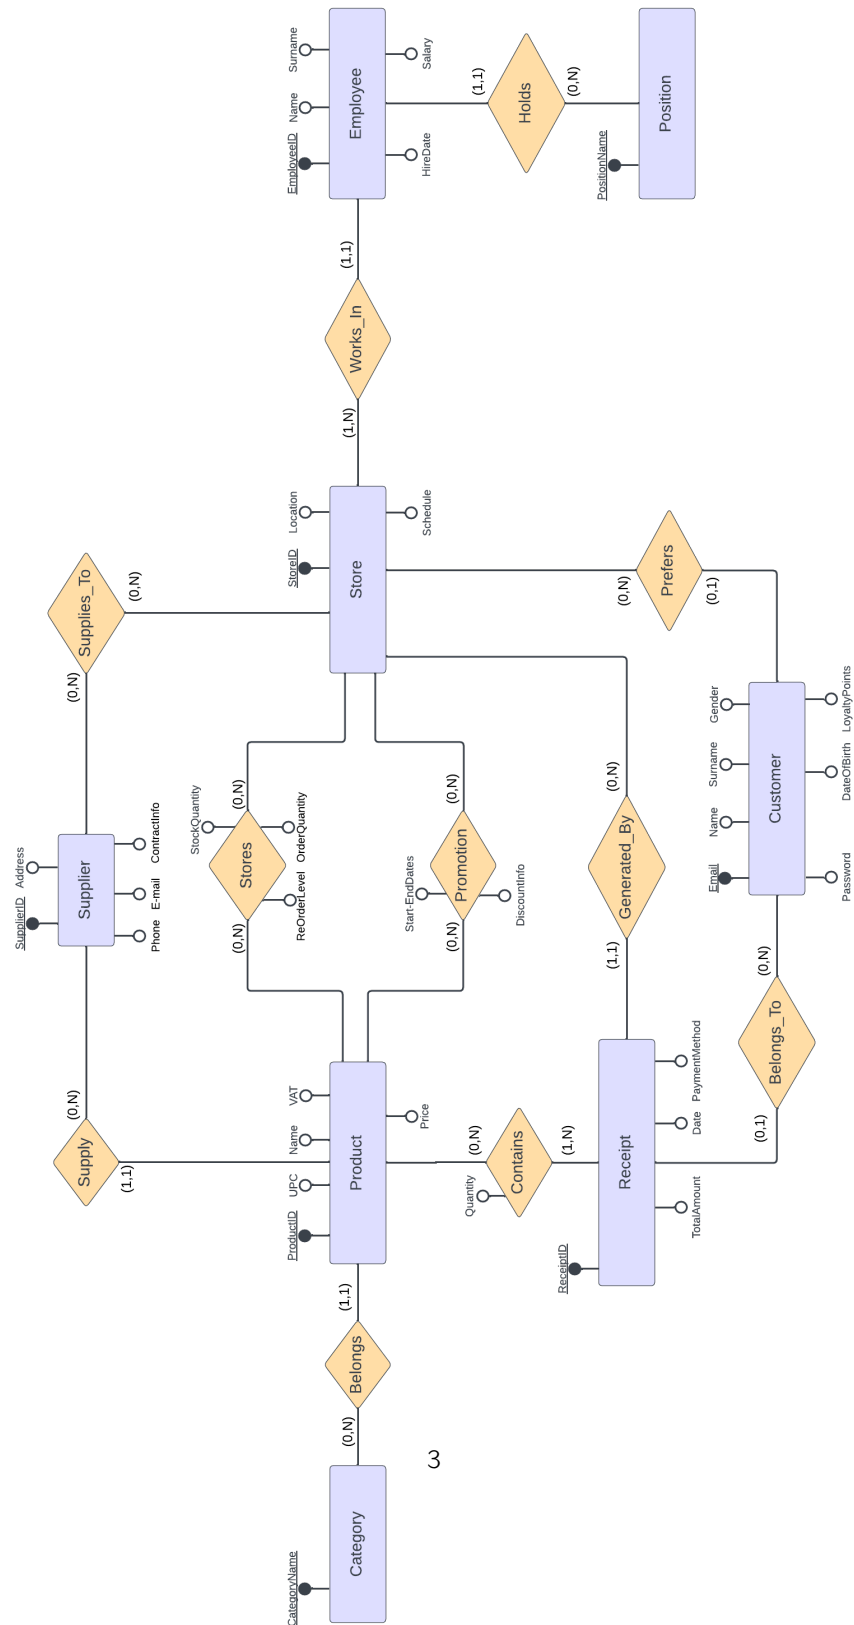 Employee
Surname
Name
EmployeeID
Salary
HireDate
(1,1)
Holds
(0,N)
Position
PositionName
(1,1)
Works_In
(1,N)
Store
Location
StoreID
Schedule
Supplies_To
(0,N)
(0,N)
Prefers
(0,N)
(0,1)
Supplier
Address
SupplierID
ContractInfo
E-mail
Phone
Stores
StockQuantity
OrderQuantity
ReOrderLevel
(0,N)
(0,N)
Promotion
Start-EndDates
DiscountInfo
(0,N)
(0,N)
Generated_By
(0,N)
(1,1)
Customer
Gender
Surname
Name
Email
LoyaltyPoints
DateOfBirth
Password
Belongs_To
(0,N)
(0,1)
Supply
(0,N)
(1,1)
Product
VAT
Name
UPC
ProductID
Price
Contains
Quantity
(0,N)
(1,N)
Receipt
PaymentMethod
Date
TotalAmount
ReceiptID
Belongs
(1,1)
(0,N)
Category
CategoryName
3